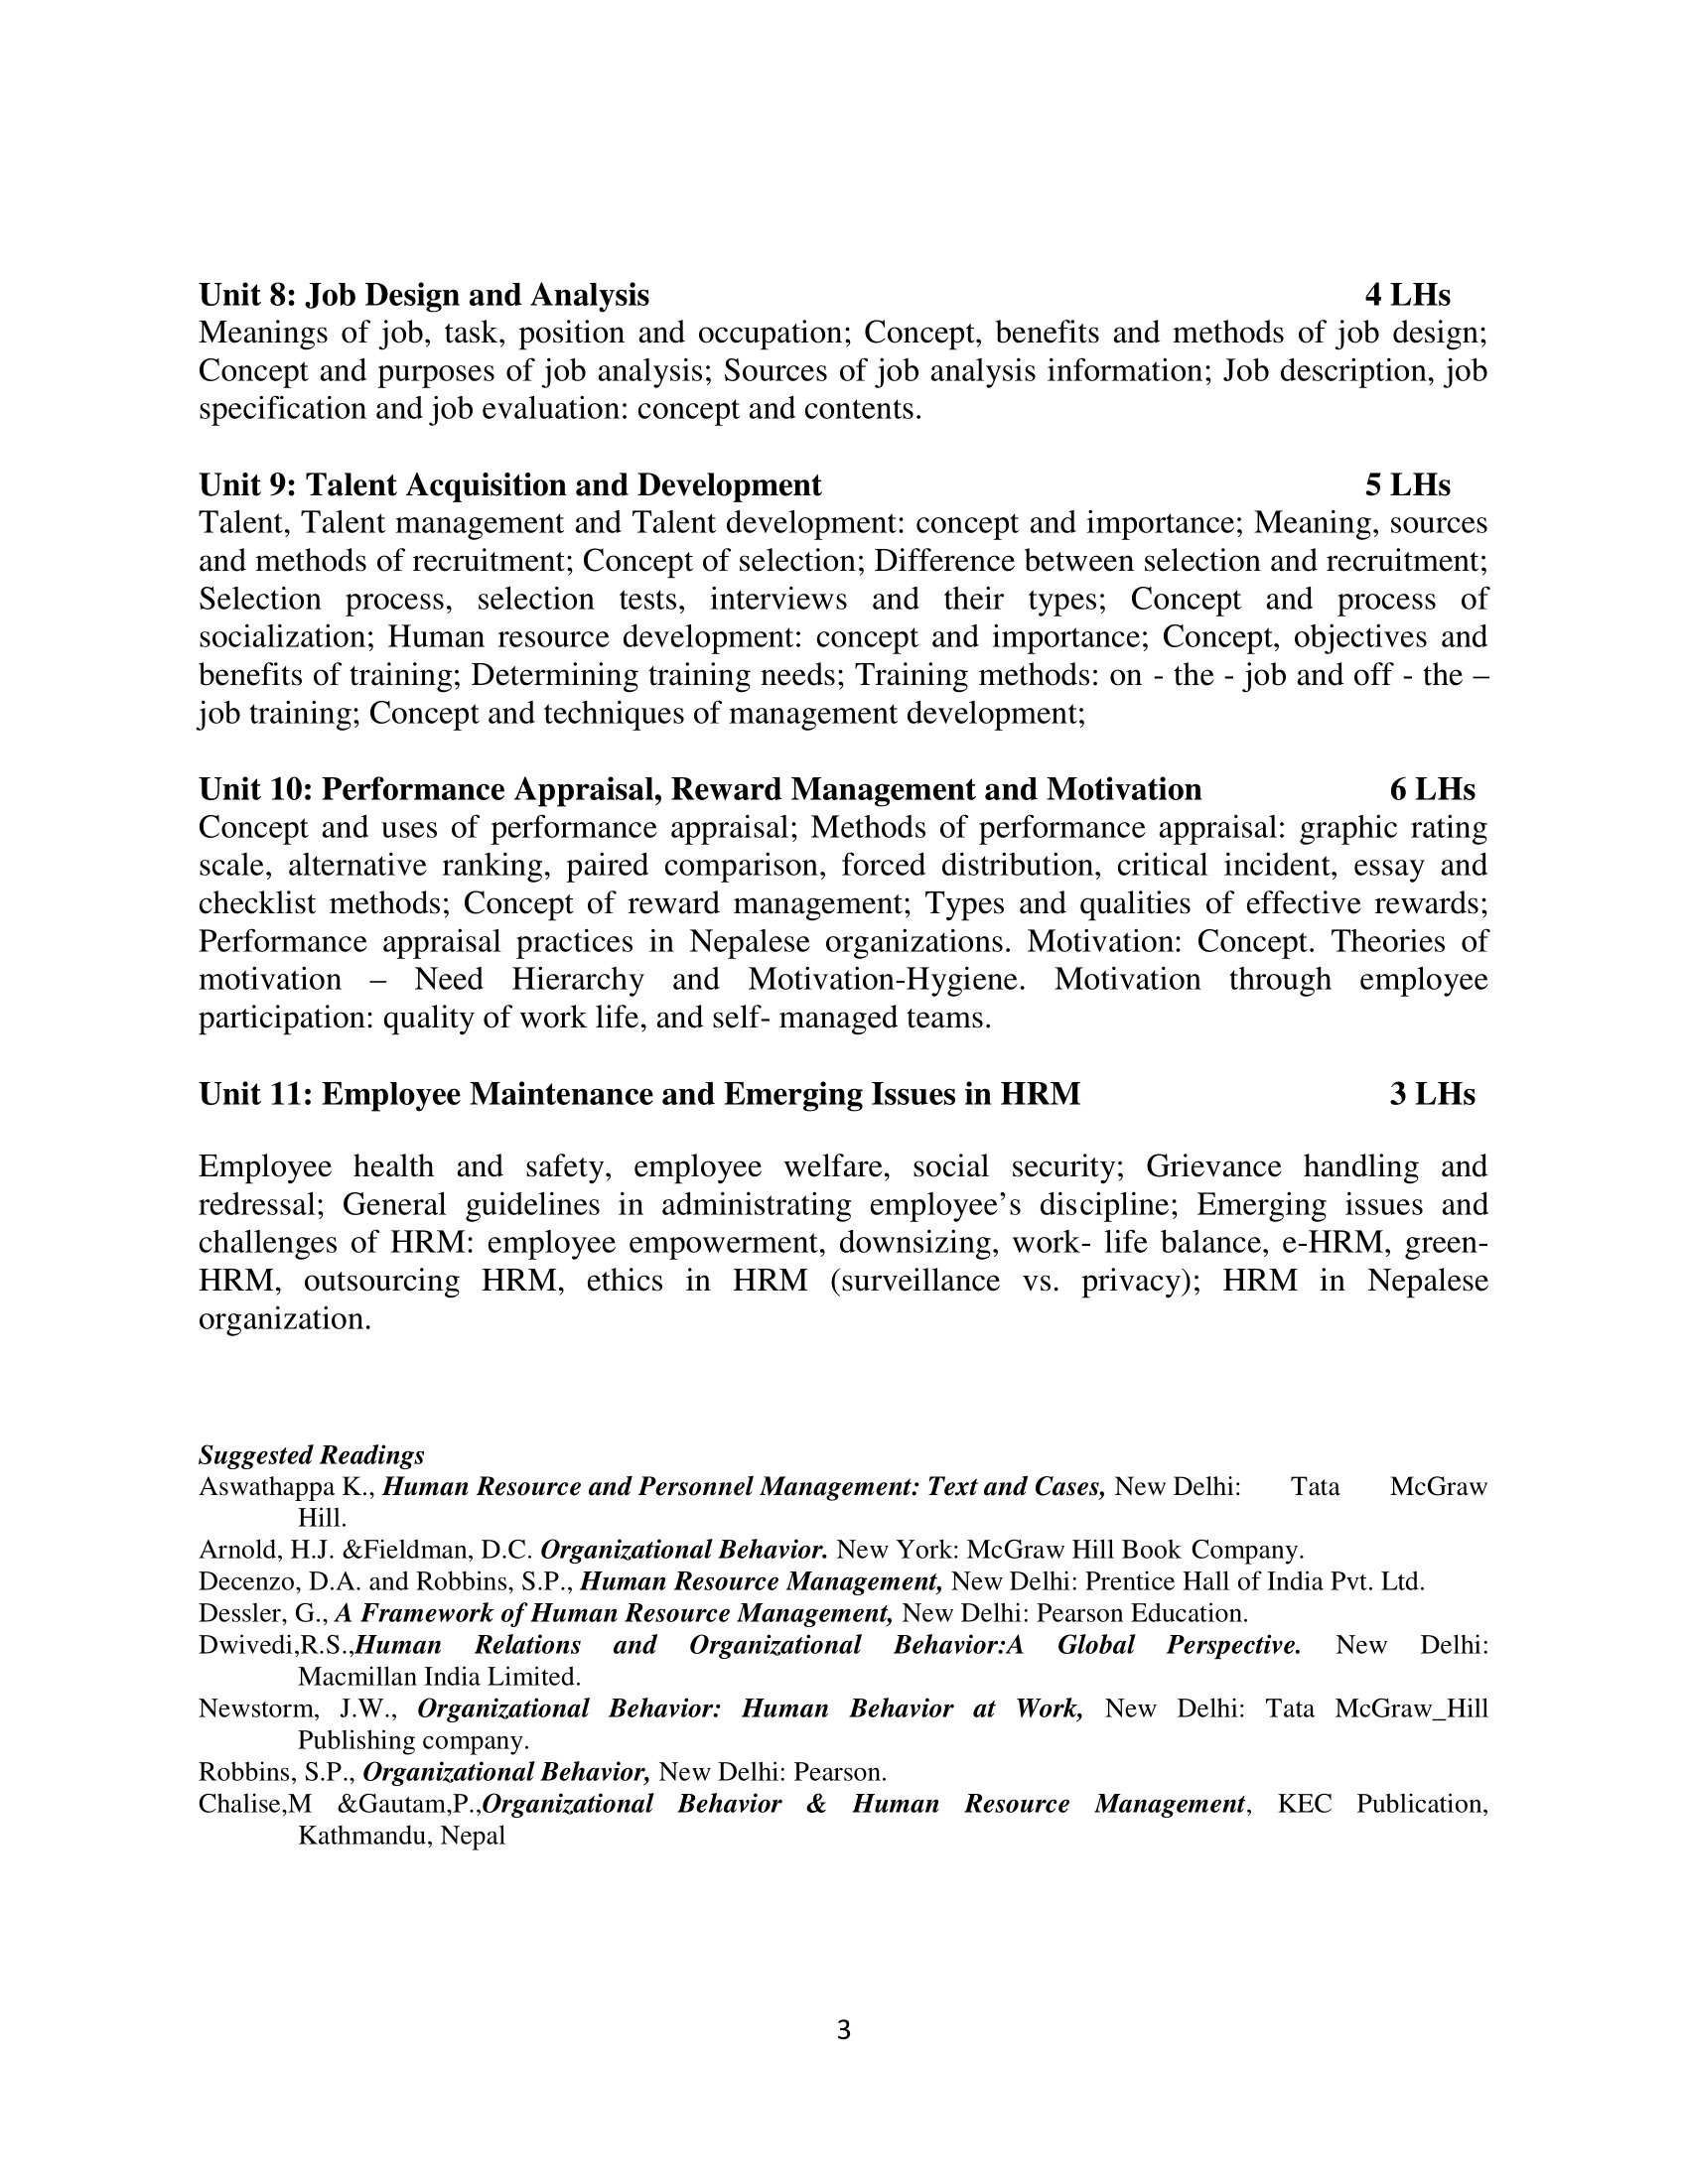 Unit 8: Job Design and Analysis 4 LHs
Meanings of job, task, position and occupation; Concept, benefits and methods of job design;
Concept and purposes of job analysis; Sources of job analysis information; Job description, job
specification and job evaluation: concept and contents.
Unit 9: Talent Acquisition and Development 5 LHs
Talent, Talent management and Talent development: concept and importance; Meaning, sources
and methods of recruitment; Concept of selection; Difference between selection and recruitment;
Selection process, selection tests, interviews and their types; Concept and process of
socialization; Human resource development: concept and importance; Concept, objectives and
benefits of training; Determining training needs; Training methods: on - the - job and off - the –
job training; Concept and techniques of management development;
Unit 10: Performance Appraisal, Reward Management and Motivation 6 LHs
Concept and uses of performance appraisal; Methods of performance appraisal: graphic rating
scale, alternative ranking, paired comparison, forced distribution, critical incident, essay and
checklist methods; Concept of reward management; Types and qualities of effective rewards;
Performance appraisal practices in Nepalese organizations. Motivation: Concept. Theories of
motivation – Need Hierarchy and Motivation-Hygiene. Motivation through employee
participation: quality of work life, and self- managed teams.
Unit 11: Employee Maintenance and Emerging Issues in HRM 3 LHs
Employee health and safety, employee welfare, social security; Grievance handling and
redressal; General guidelines in administrating employee’s discipline; Emerging issues and
challenges of HRM: employee empowerment, downsizing, work- life balance, e-HRM, green-
HRM, outsourcing HRM, ethics in HRM (surveillance vs. privacy); HRM in Nepalese
organization.
Suggested Readings
Aswathappa K., Human Resource and Personnel Management: Text and Cases, New Delhi: Tata McGraw
Hill.
Arnold, H.J. &Fieldman, D.C. Organizational Behavior. New York: McGraw Hill Book Company.
Decenzo, D.A. and Robbins, S.P., Human Resource Management, New Delhi: Prentice Hall of India Pvt. Ltd.
Dessler, G., A Framework of Human Resource Management, New Delhi: Pearson Education.
Dwivedi,R.S.,Human Relations and Organizational Behavior:A Global Perspective. New Delhi:
Macmillan India Limited.
Newstorm, J.W., Organizational Behavior: Human Behavior at Work, New Delhi: Tata McGraw_Hill
Publishing company.
Robbins, S.P., Organizational Behavior, New Delhi: Pearson.
Chalise,M &Gautam,P.,Organizational Behavior & Human Resource Management, KEC Publication,
Kathmandu, Nepal
3